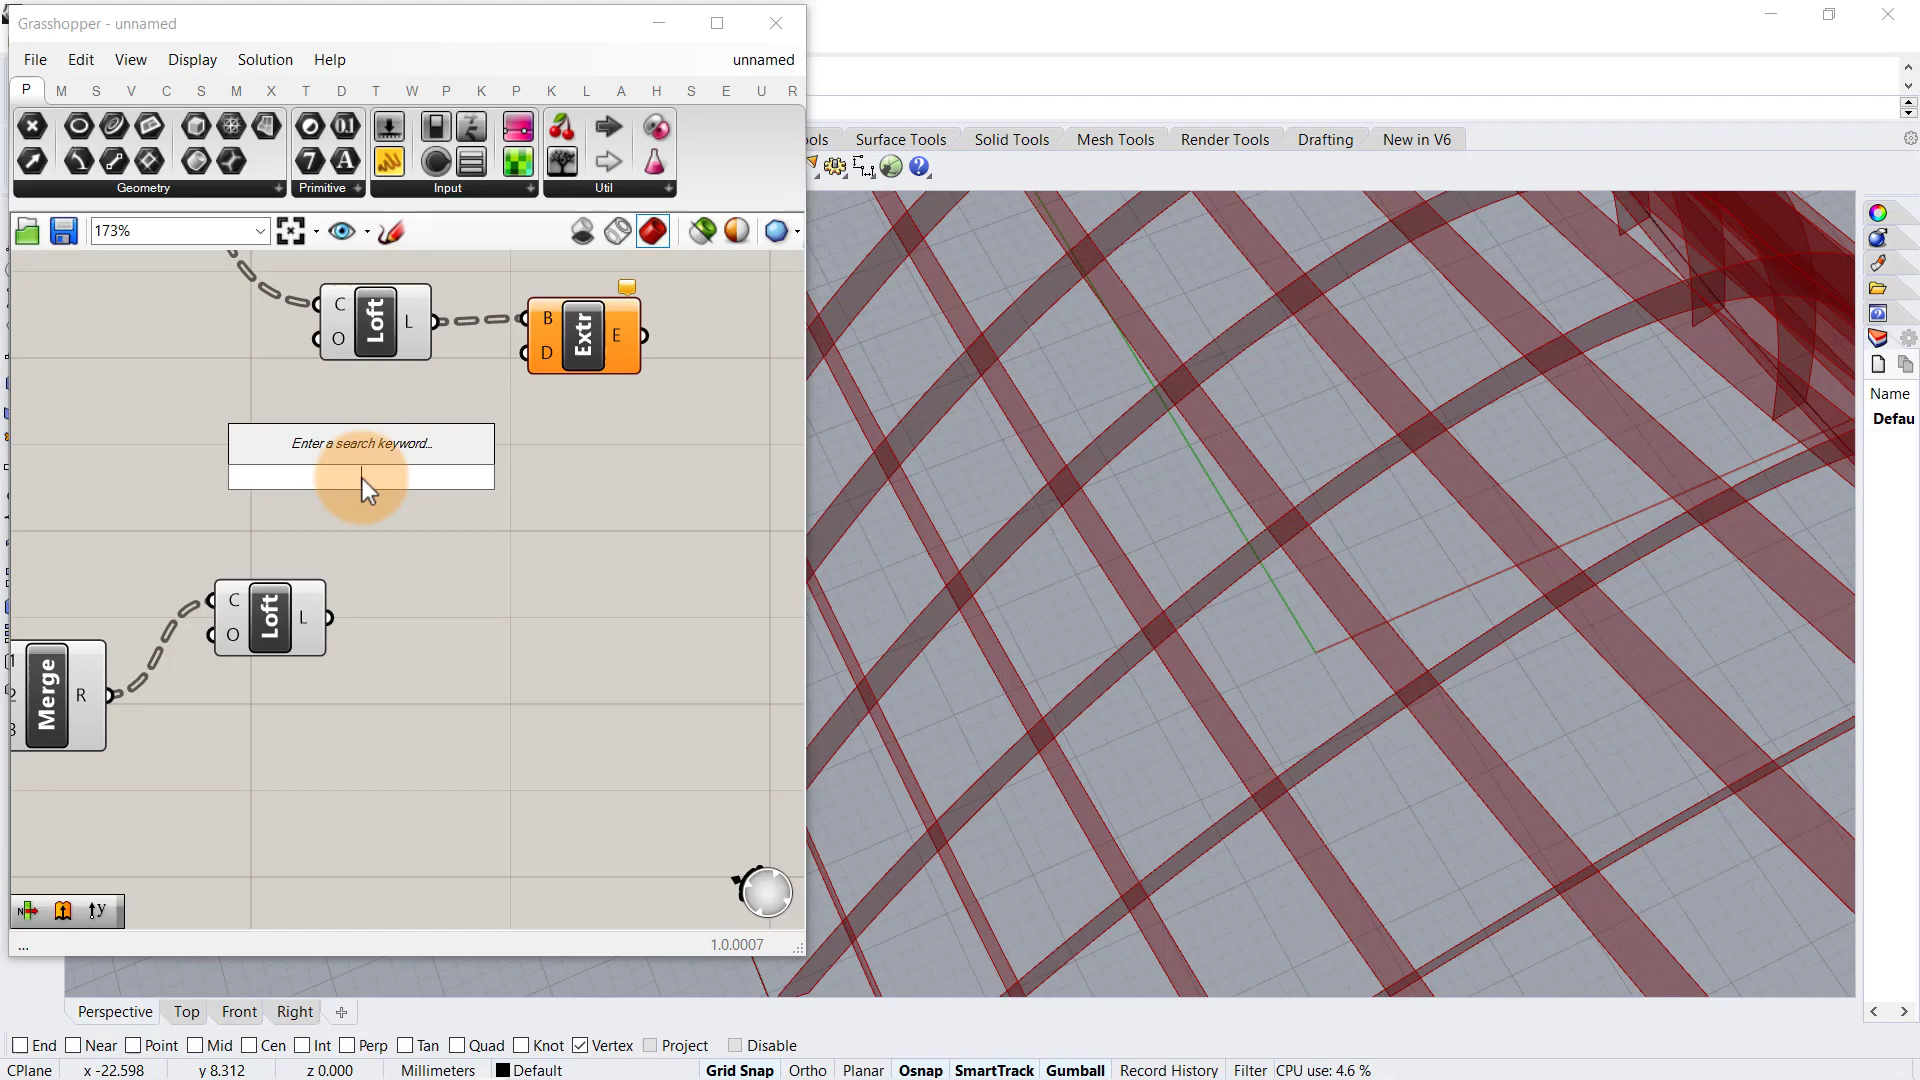 Grasshopper - unnamed
File Edit View Display Solution Help unnamed
P M S V C S M X T D T W P K P K L A H S E U R
Geometry Primitive Input Util
173%
C O Loft L
B D Extr E
Enter a search keyword...
C O Loft L
Merge R
1.0.0007
...
ools Surface Tools Solid Tools Mesh Tools Render Tools Drafting New in V6
Name
Defau
Perspective Top Front Right
End Near Point Mid Cen Int Perp Tan Quad Knot Vertex Project Disable
CPlane x -22.598 y 8.312 z 0.000 Millimeters Default Grid Snap Ortho Planar Osnap SmartTrack Gumball Record History Filter CPU use: 4.6 %